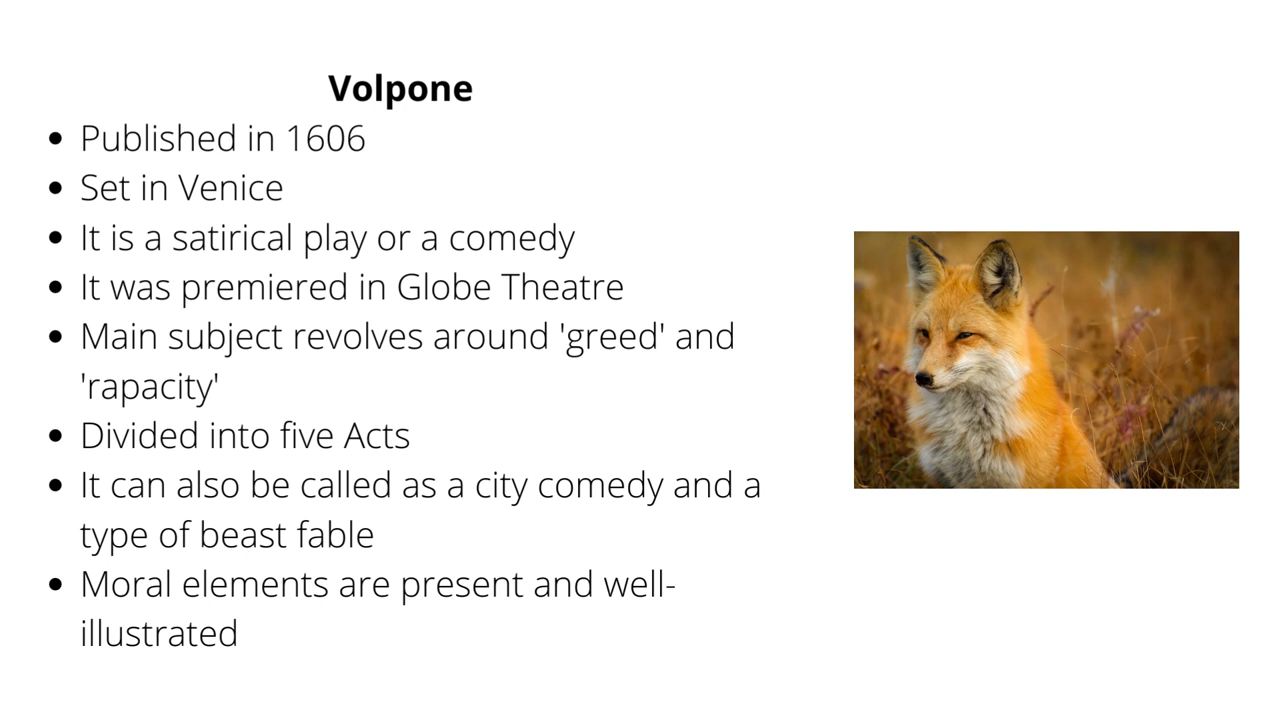 Volpone
• Published in 1606
• Set in Venice
• It is a satirical play or a comedy
• It was premiered in Globe Theatre
• Main subject revolves around 'greed' and
'rapacity'
• Divided into five Acts
• It can also be called as a city comedy and a
type of beast fable
• Moral elements are present and well-
illustrated